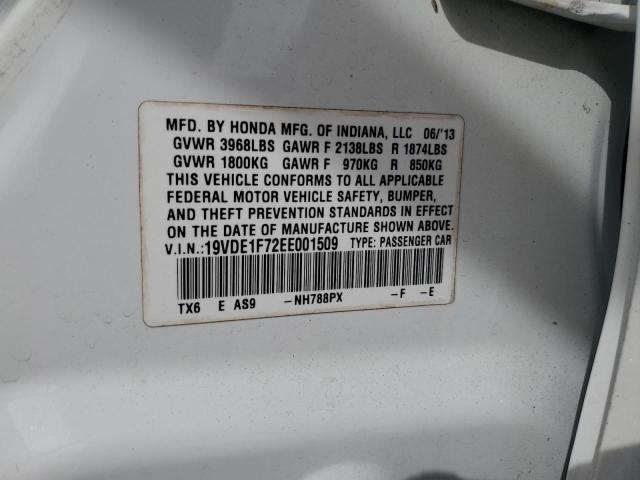 MFD. BY HONDA MFG. OF INDIANA, LLC 06/'13
GVWR 3968LBS GAWR F 2138LBS R 1874LBS
GVWR 1800KG GAWR F 970KG R 850KG
THIS VEHICLE CONFORMS TO ALL APPLICABLE
FEDERAL MOTOR VEHICLE SAFETY, BUMPER,
AND THEFT PREVENTION STANDARDS IN EFFECT
ON THE DATE OF MANUFACTURE SHOWN ABOVE.
V.I.N.:19VDE1F72EE001509 TYPE: PASSENGER CAR
TX6 E AS9 -NH788PX -F -E